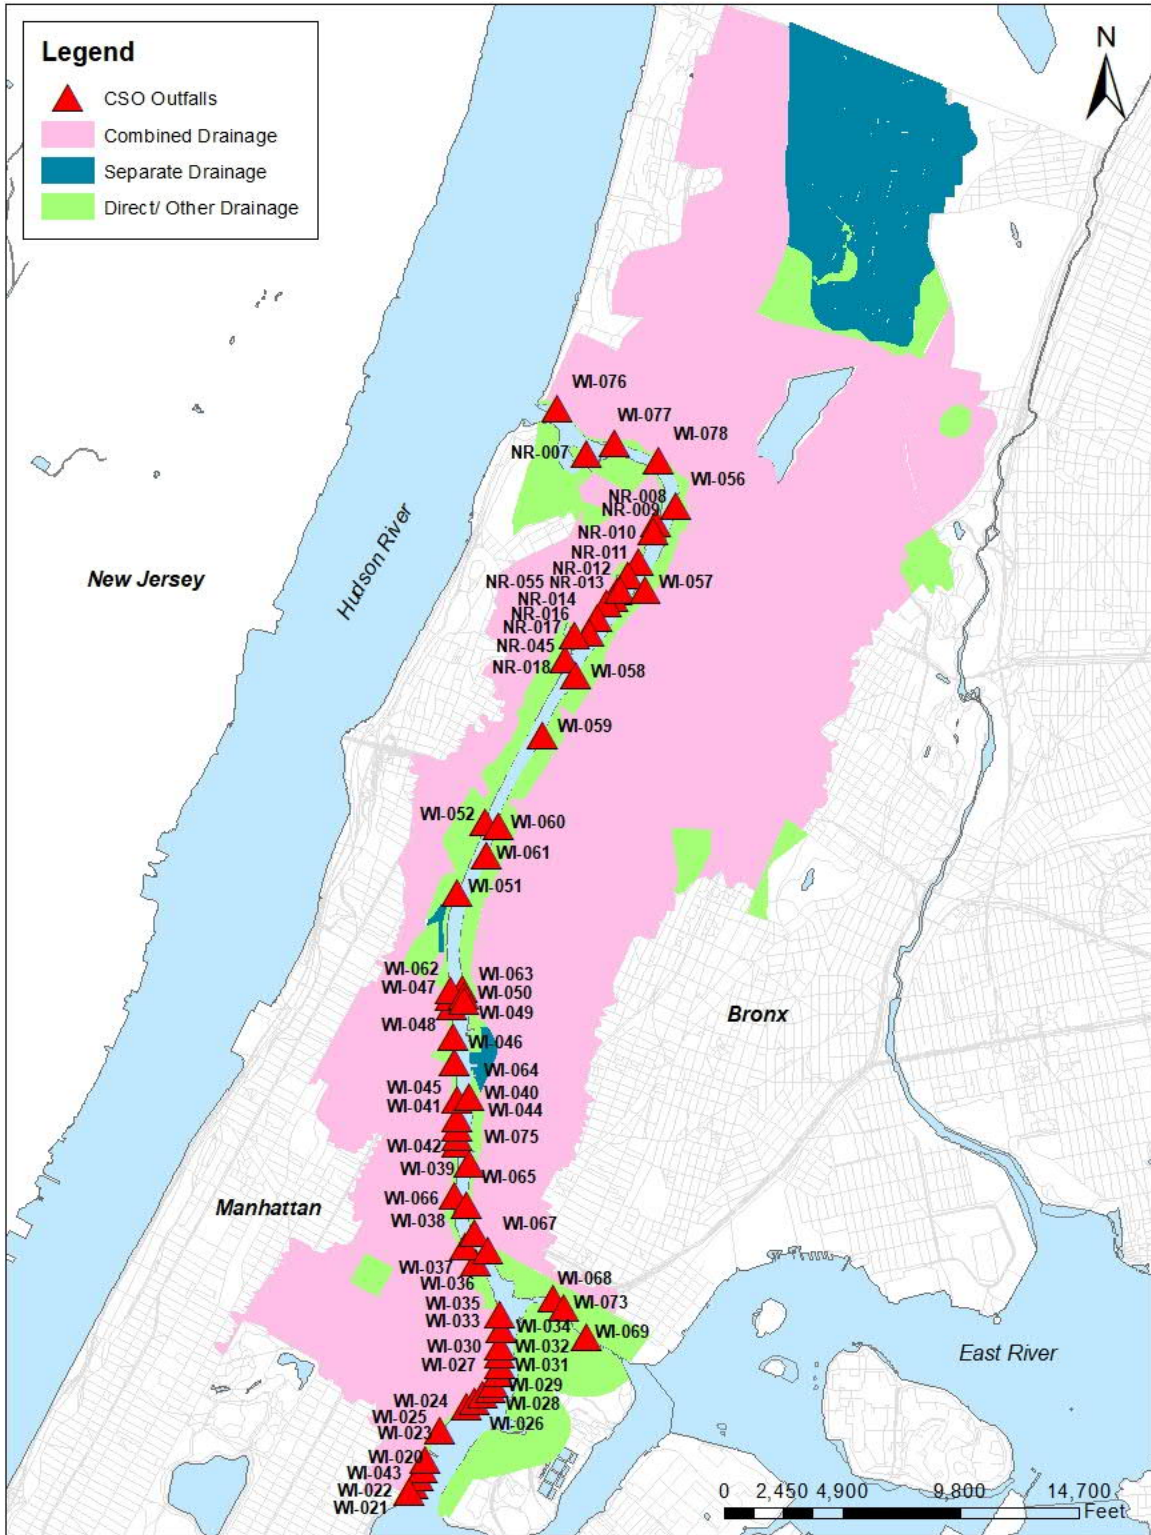 Legend
CSO Outfalls
Combined Drainage
Separate Drainage
Direct/ Other Drainage
N
WI-076
WI-077
WI-078
NR-007
WI-056
NR-008
NR-009
NR-010
NR-011
NR-012
NR-055 NR-013
WI-057
NR-014
NR-016
NR-017
NR-045
NR-018
WI-058
New Jersey
Hudson River
WI-059
WI-052
WI-060
WI-061
WI-051
WI-062
WI-063
WI-047
WI-050
WI-049
WI-048
Bronx
WI-046
WI-064
WI-045
WI-040
WI-041
WI-044
WI-075
WI-042
WI-039
WI-065
WI-066
Manhattan
WI-038
WI-067
WI-037
WI-036
WI-068
WI-035
WI-073
WI-033
WI-034
WI-069
WI-030
WI-032
East River
WI-027
WI-031
WI-029
WI-024
WI-028
WI-025
WI-026
WI-023
WI-020
WI-043
WI-022
WI-021
0 2,450 4,900 9,800 14,700
Feet